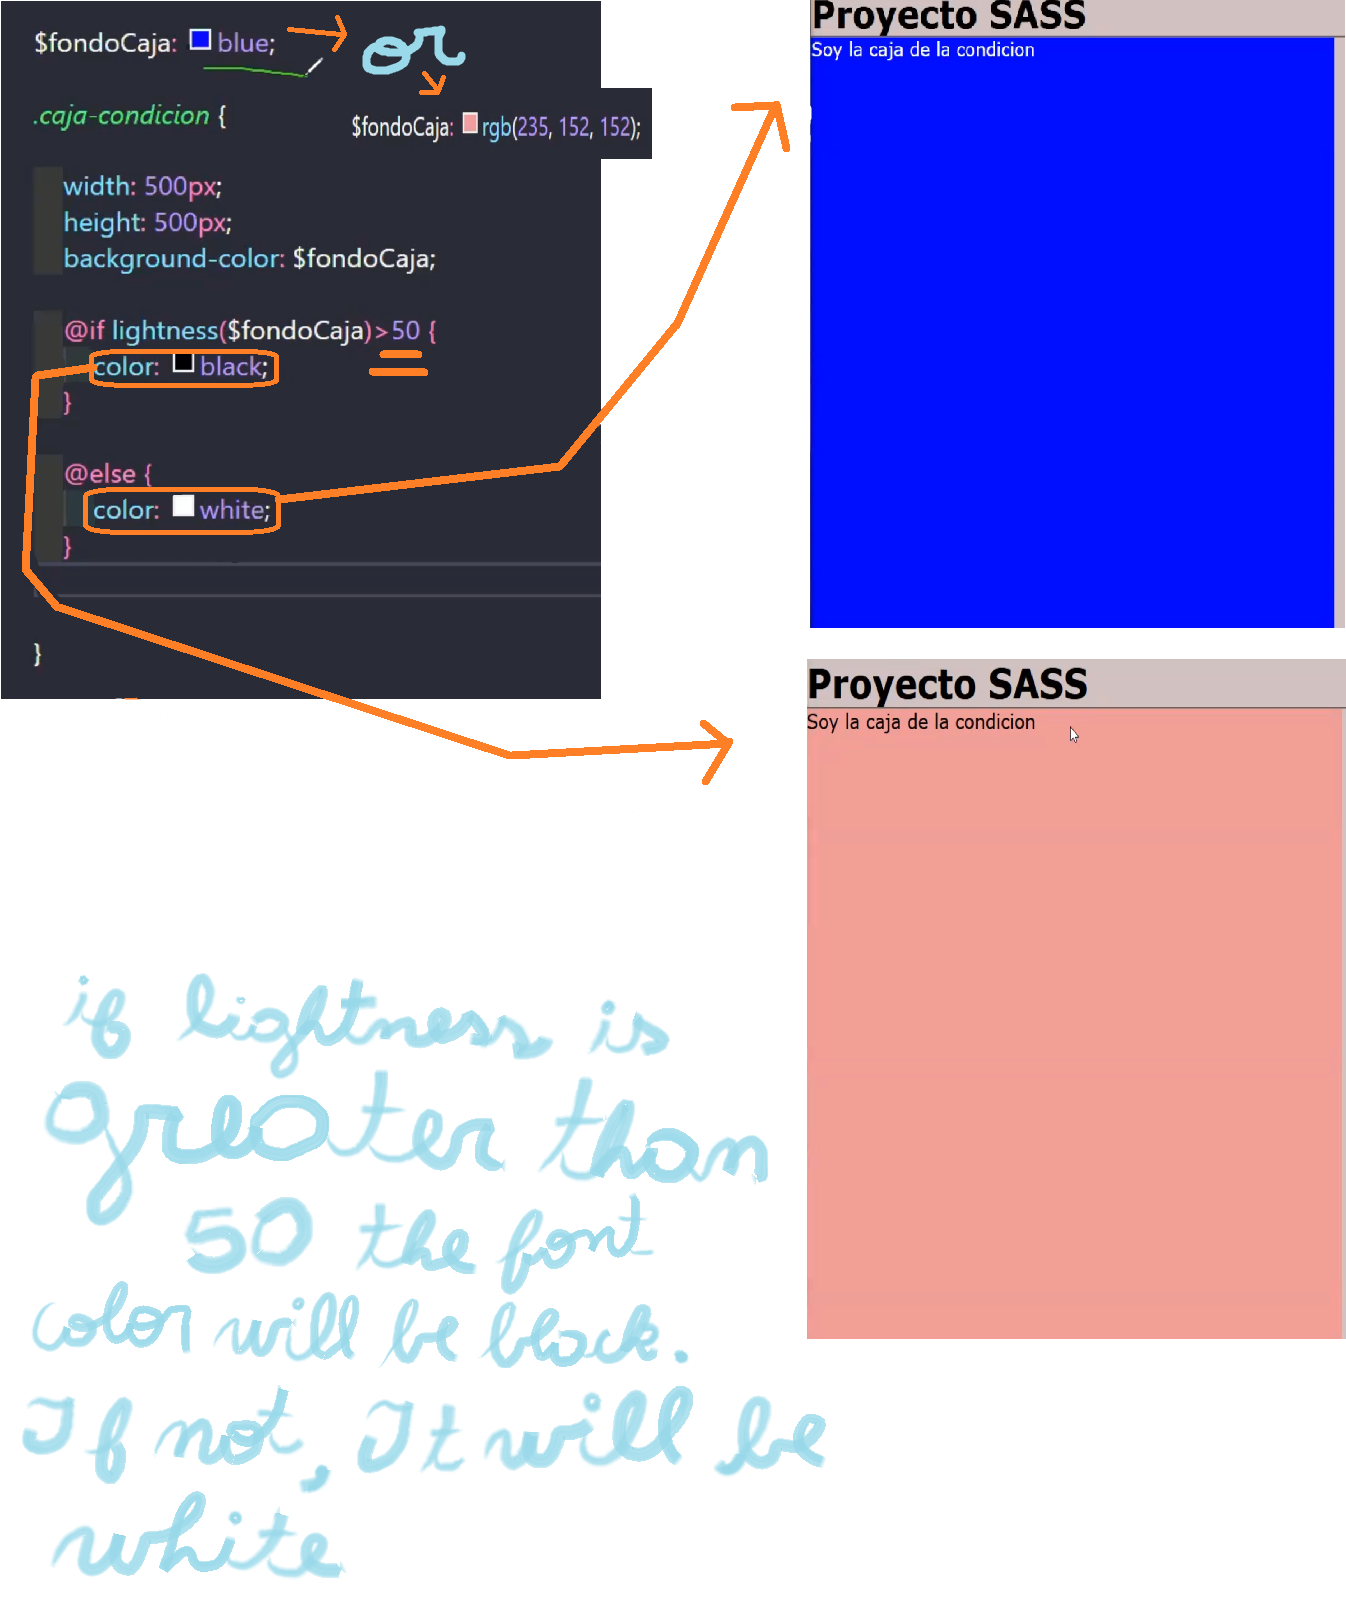 $fondoCaja: blue;
or
.caja-condicion {
$fondoCaja: rgb(235, 152, 152);
width: 500px;
height: 500px;
background-color: $fondoCaja;
@if lightness($fondoCaja)>50 {
color: black;
}
@else {
color: white;
}
}
Proyecto SASS
Soy la caja de la condicion
Proyecto SASS
Soy la caja de la condicion
if lightness is
greater than
50 the font
color will be black.
If not, It will be
white